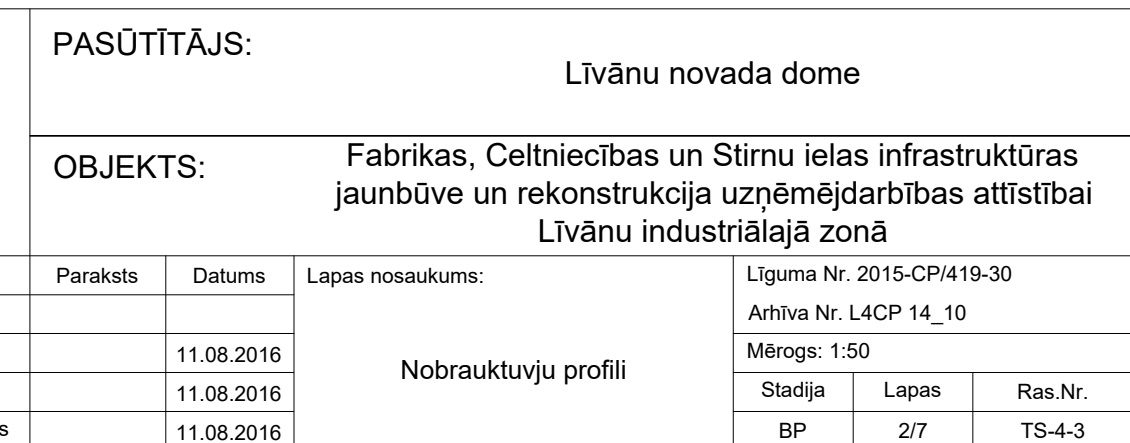 PASŪTĪTĀJS:
Līvānu novada dome
OBJEKTS:
Fabrikas, Celtniecības un Stirnu ielas infrastruktūras
jaunbūve un rekonstrukcija uzņēmējdarbības attīstībai
Līvānu industriālajā zonā
Paraksts Datums Lapas nosaukums: Līguma Nr. 2015-CP/419-30
Arhīva Nr. L4CP 14_10
11.08.2016 Nobrauktuvju profili Mērogs: 1:50
11.08.2016 Stadija Lapas Ras.Nr.
s 11.08.2016 BP 2/7 TS-4-3